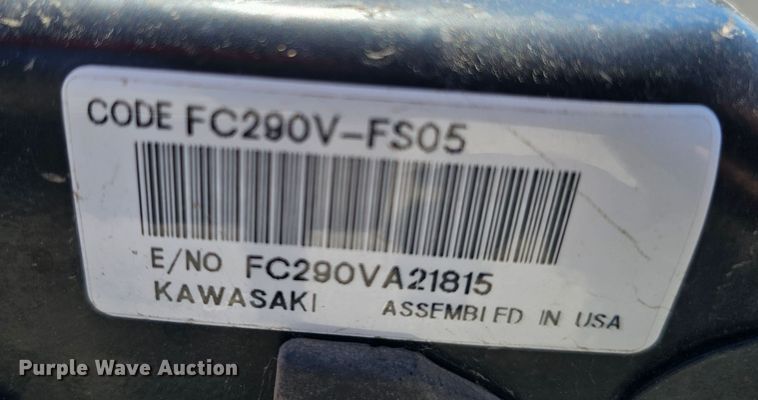 CODE FC290V-FS05
E/NO FC290VA21815
KAWASAKI ASSEMBLED IN USA
Purple Wave Auction